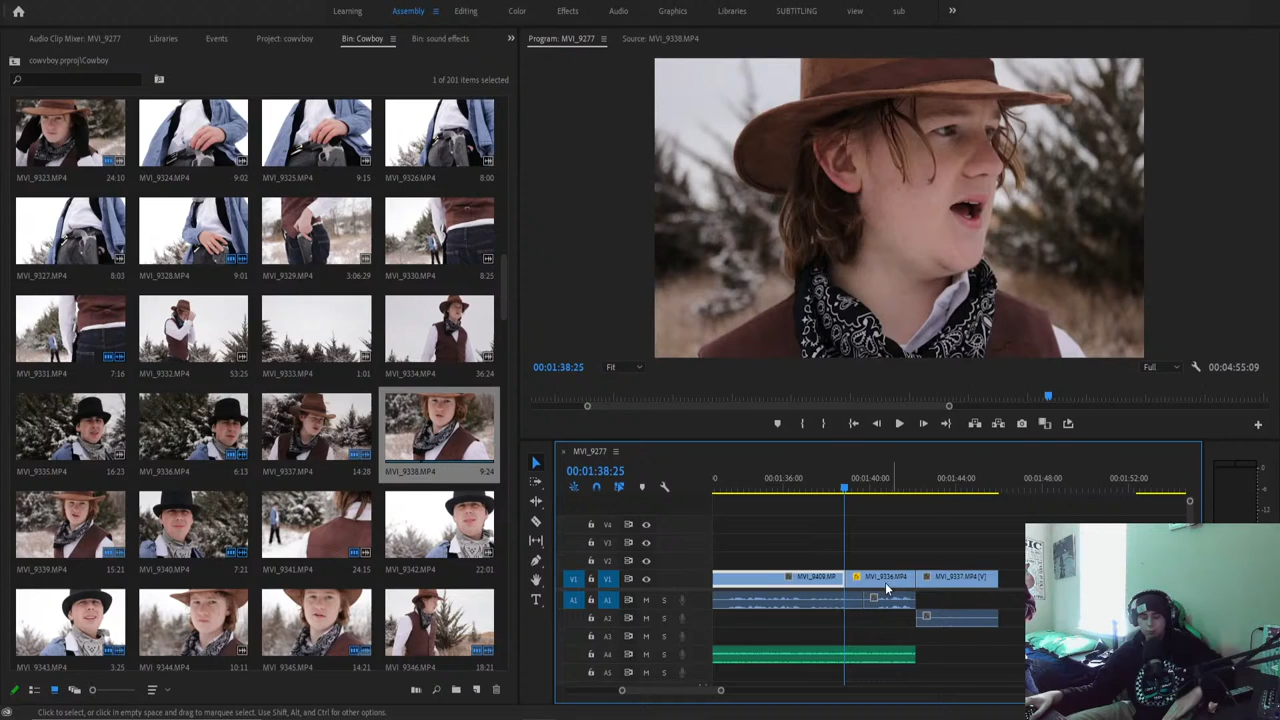 Learning Assembly Editing Color Effects Audio Graphics Libraries SUBTITLING view sub
Audio Clip Mixer: MVI_9277 Libraries Events Project: cowvboy Bin: Cowboy Bin: sound effects
Program: MVI_9277 Source: MVI_9338.MP4
cowvboy.prproj\Cowboy
1 of 201 items selected
MVI_9323.MP4 24:10 MVI_9324.MP4 9:02 MVI_9325.MP4 9:15 MVI_9326.MP4 8:00
MVI_9327.MP4 8:03 MVI_9328.MP4 9:01 MVI_9329.MP4 3:06:29 MVI_9330.MP4 8:25
MVI_9331.MP4 7:16 MVI_9332.MP4 53:25 MVI_9333.MP4 1:01 MVI_9334.MP4 36:24
MVI_9335.MP4 16:23 MVI_9336.MP4 6:13 MVI_9337.MP4 14:28 MVI_9338.MP4 9:24
MVI_9339.MP4 15:21 MVI_9340.MP4 7:21 MVI_9341.MP4 24:15 MVI_9342.MP4 22:01
MVI_9343.MP4 3:25 MVI_9344.MP4 10:11 MVI_9345.MP4 14:21 MVI_9346.MP4 18:21
00:01:38:25 Fit Full 00:04:55:09
MVI_9277
00:01:38:25
0 00:01:36:00 00:01:40:00 00:01:44:00 00:01:48:00 00:01:52:00
V4
V3
V2
V1 V1 MVI_9409.MP MVI_9336.MP4 MVI_9337.MP4 [V]
A1 A1 M S
A2 M S
A3 M S
A4 M S
A5 M S
0
-6
-12
Click to select, or click in empty space and drag to marquee select. Use Shift, Alt, and Ctrl for other options.